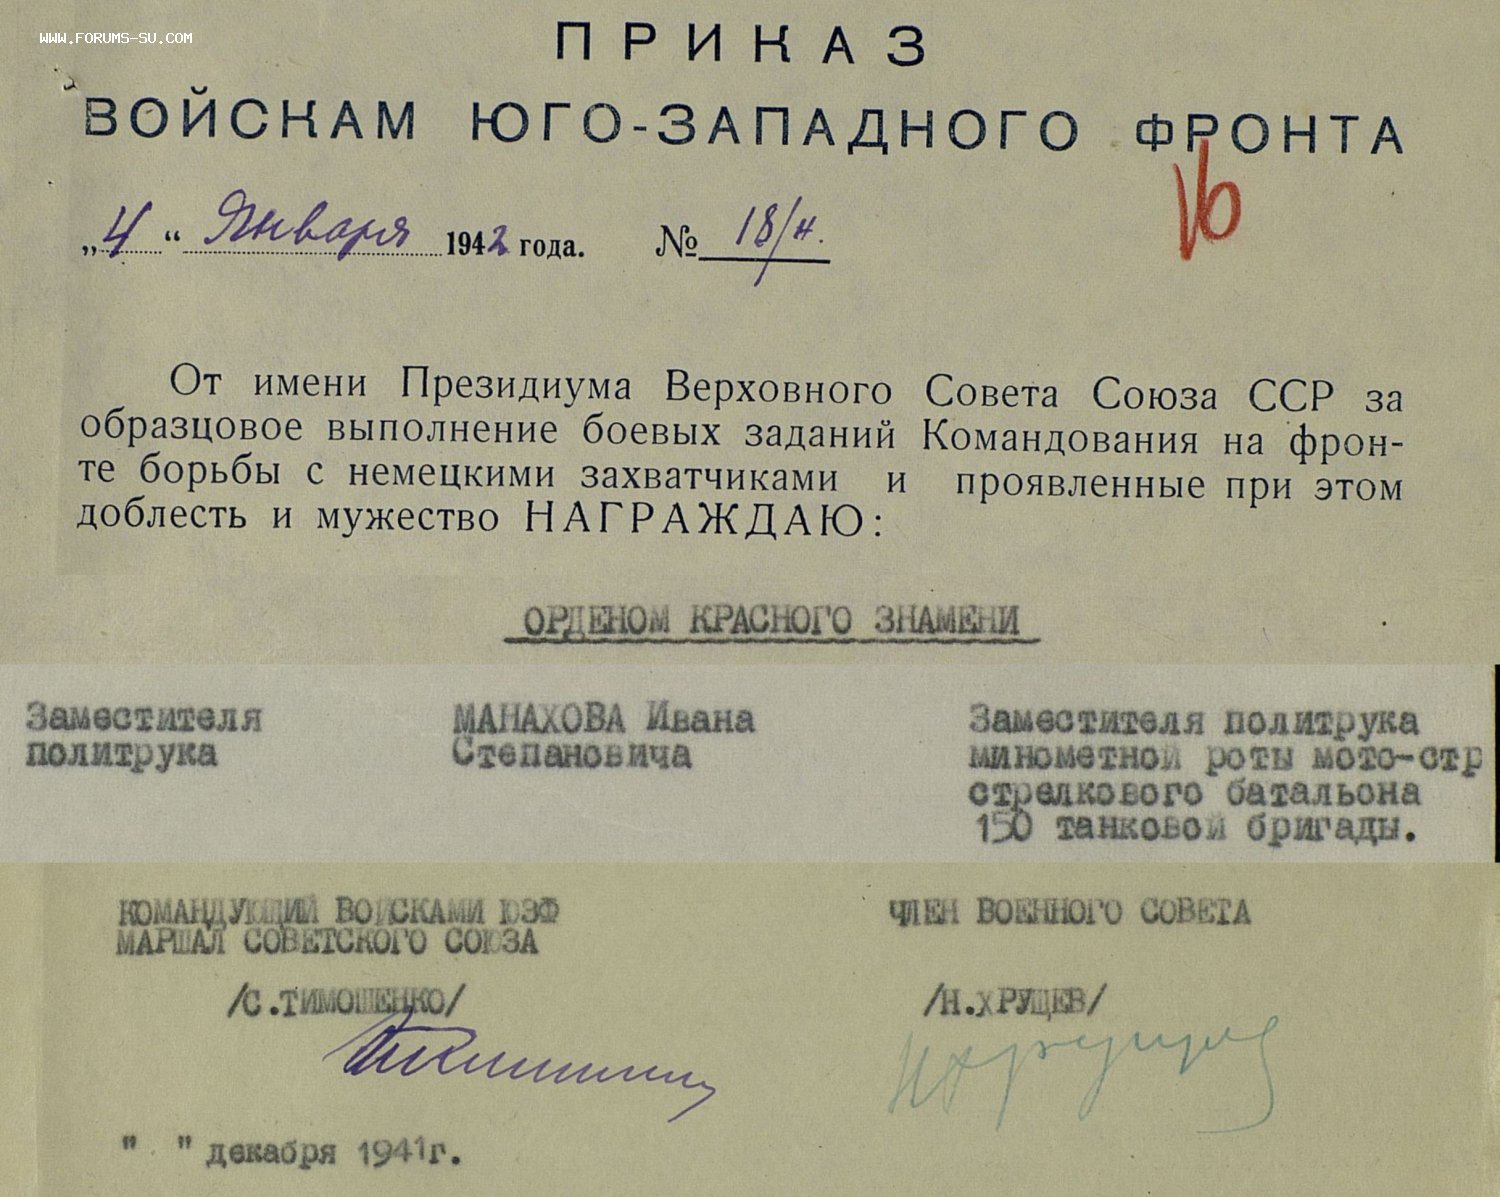 WWW.FORUMS-SU.COM
ПРИКАЗ
ВОЙСКАМ ЮГО-ЗАПАДНОГО ФРОНТА
16
„4“ Января 1942 года. № 18/н.
От имени Президиума Верховного Совета Союза ССР за
образцовое выполнение боевых заданий Командования на фрон-
те борьбы с немецкими захватчиками и проявленные при этом
доблесть и мужество НАГРАЖДАЮ:
ОРДЕНОМ КРАСНОГО ЗНАМЕНИ
Заместителя МАНАХОВА Ивана Заместителя политрука
политрука Степановича минометной роты мото-стр
стрелкового батальона
150 танковой бригады.
КОМАНДУЮЩИЙ ВОЙСКАМИ ЮЗФ ЧЛЕН ВОЕННОГО СОВЕТА
МАРШАЛ СОВЕТСКОГО СОЮЗА
/С.ТИМОШЕНКО/ /Н.ХРУЩЕВ/
" " декабря 1941г.